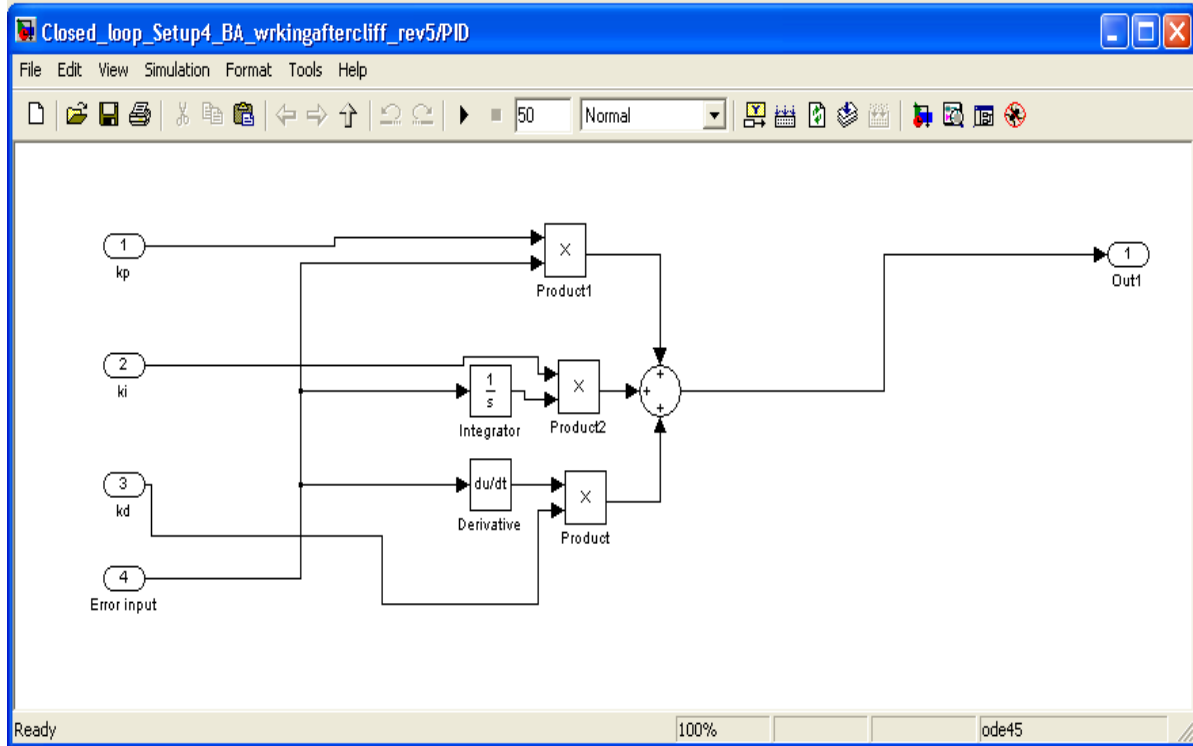 Closed_loop_Setup4_BA_wrkingaftercliff_rev5/PID
File Edit View Simulation Format Tools Help
50 Normal
1
kp
X
Product1
1
Out1
2
ki
1
s
Integrator
X
Product2
+
+
+
3
kd
du/dt
Derivative
X
Product
4
Error input
Ready 100% ode45